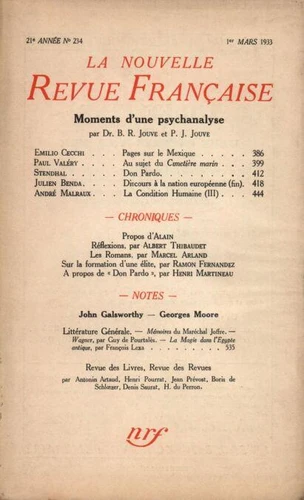 21e ANNÉE No 234 1er MARS 1933
LA NOUVELLE
REVUE FRANÇAISE
Moments d'une psychanalyse
par Dr. B. R. JOUVE et P. J. JOUVE
EMILIO CECCHI . . . Pages sur le Mexique . . . . . 386
PAUL VALÉRY . . . Au sujet du Cimetière marin . . . 399
STENDHAL . . . . . Don Pardo. . . . . . . . 412
JULIEN BENDA. . . . Discours à la nation européenne (fin). 418
ANDRÉ MALRAUX. . . La Condition Humaine (III) . . . 444
— CHRONIQUES —
Propos d'ALAIN
Réflexions, par ALBERT THIBAUDET
Les Romans, par MARCEL ARLAND
Sur la formation d'une élite, par RAMON FERNANDEZ
A propos de « Don Pardo », par HENRI MARTINEAU
— NOTES —
John Galsworthy — Georges Moore
Littérature Générale. — Mémoires du Maréchal Joffre. —
Wagner, par Guy de Pourtalès. — La Magie dans l'Égypte
antique, par François LEXA . . . . . . . . . 535
Revue des Livres, Revue des Revues
par Antonin Artaud, Henri Pourrat, Jean Prévost, Boris de
Schloezer, Denis Saurat, H. du Perron.
nrf